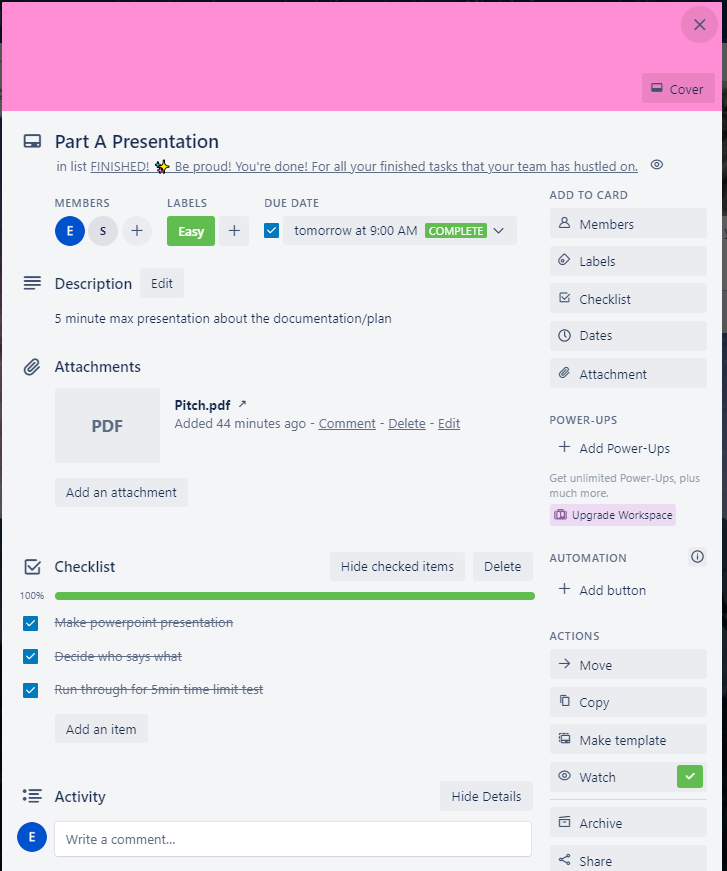 Cover
Part A Presentation
in list FINISHED! ✨ Be proud! You're done! For all your finished tasks that your team has hustled on.
MEMBERS
LABELS
DUE DATE
E
S
Easy
tomorrow at 9:00 AM COMPLETE
Description
Edit
5 minute max presentation about the documentation/plan
Attachments
PDF
Pitch.pdf ↗
Added 44 minutes ago - Comment - Delete - Edit
Add an attachment
Checklist
Hide checked items
Delete
100%
Make powerpoint presentation
Decide who says what
Run through for 5min time limit test
Add an item
Activity
Hide Details
E
Write a comment...
ADD TO CARD
Members
Labels
Checklist
Dates
Attachment
POWER-UPS
+ Add Power-Ups
Get unlimited Power-Ups, plus
much more.
Upgrade Workspace
AUTOMATION
+ Add button
ACTIONS
→ Move
Copy
Make template
Watch
Archive
Share